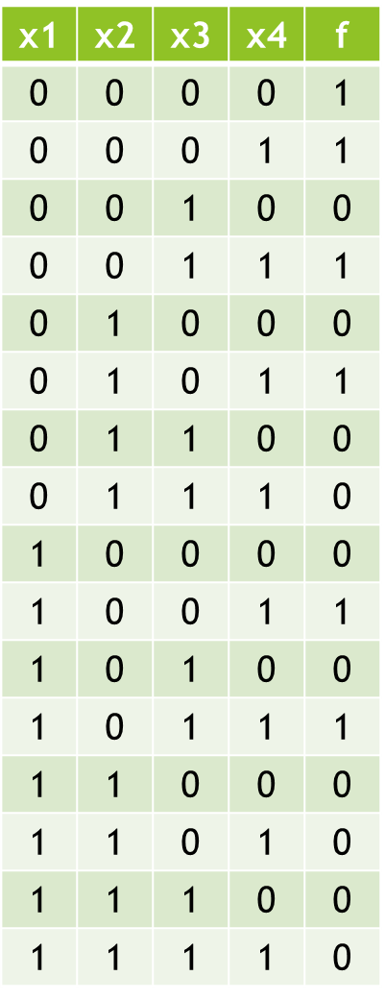 x1 x2 x3 x4 f
0 0 0 0 1
0 0 0 1 1
0 0 1 0 0
0 0 1 1 1
0 1 0 0 0
0 1 0 1 1
0 1 1 0 0
0 1 1 1 0
1 0 0 0 0
1 0 0 1 1
1 0 1 0 0
1 0 1 1 1
1 1 0 0 0
1 1 0 1 0
1 1 1 0 0
1 1 1 1 0